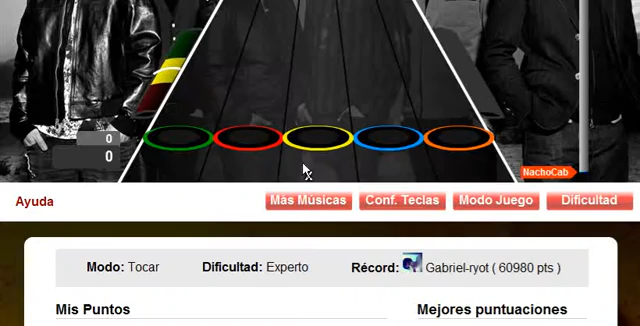 0
0
NachoCab
Ayuda
Más Músicas
Conf. Teclas
Modo Juego
Dificultad
Modo: Tocar Dificultad: Experto Récord: Gabriel-ryot ( 60980 pts )
Mis Puntos
Mejores puntuaciones